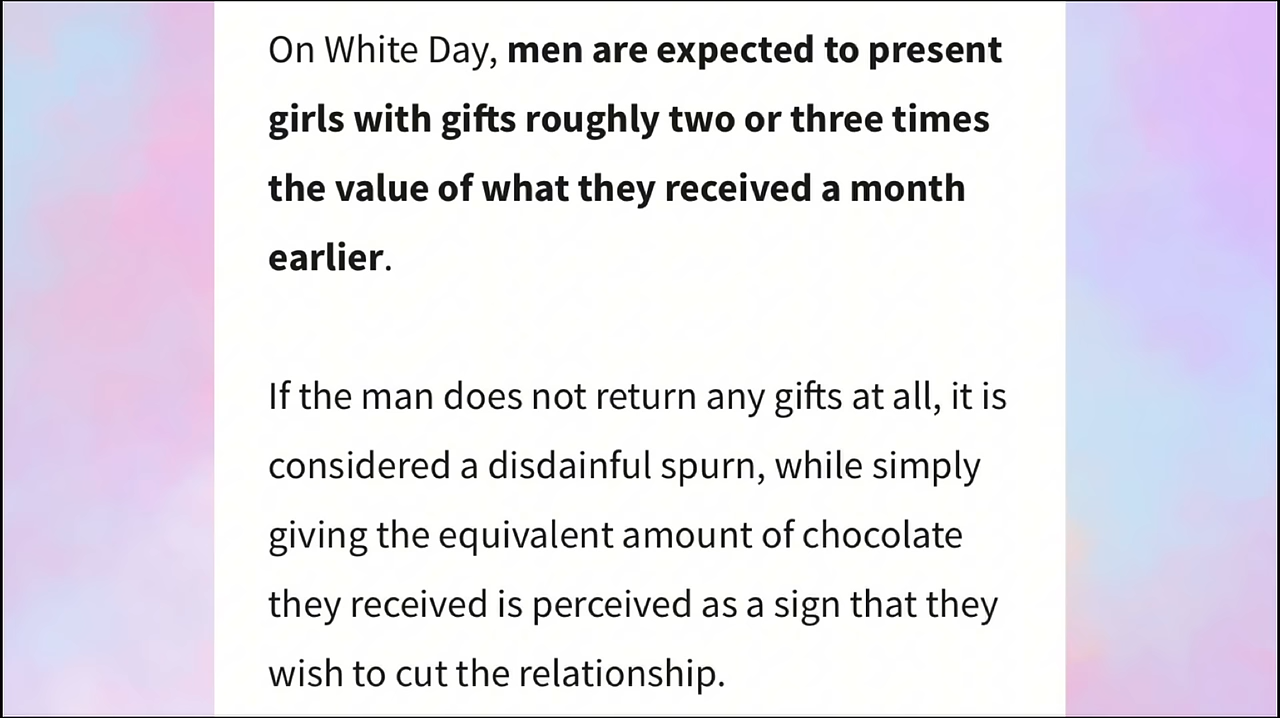 On White Day, men are expected to present
girls with gifts roughly two or three times
the value of what they received a month
earlier.
If the man does not return any gifts at all, it is
considered a disdainful spurn, while simply
giving the equivalent amount of chocolate
they received is perceived as a sign that they
wish to cut the relationship.